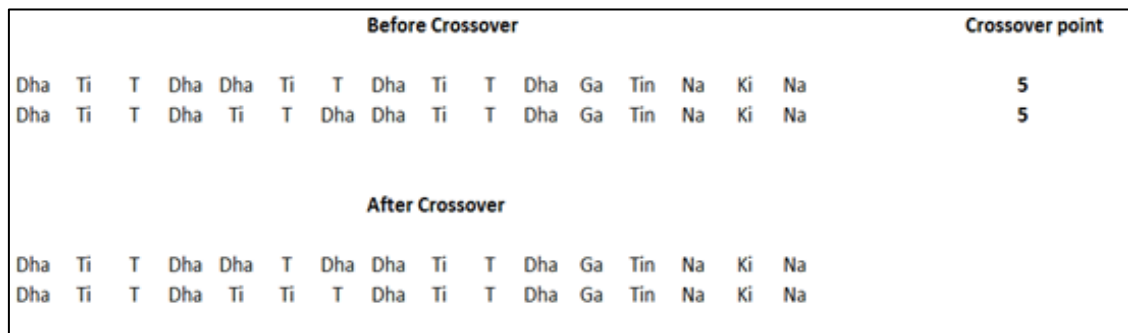 Before Crossover Crossover point
Dha Ti T Dha Dha Ti T Dha Ti T Dha Ga Tin Na Ki Na 5
Dha Ti T Dha Ti T Dha Dha Ti T Dha Ga Tin Na Ki Na 5
After Crossover
Dha Ti T Dha Dha T Dha Dha Ti T Dha Ga Tin Na Ki Na
Dha Ti T Dha Ti Ti T Dha Ti T Dha Ga Tin Na Ki Na